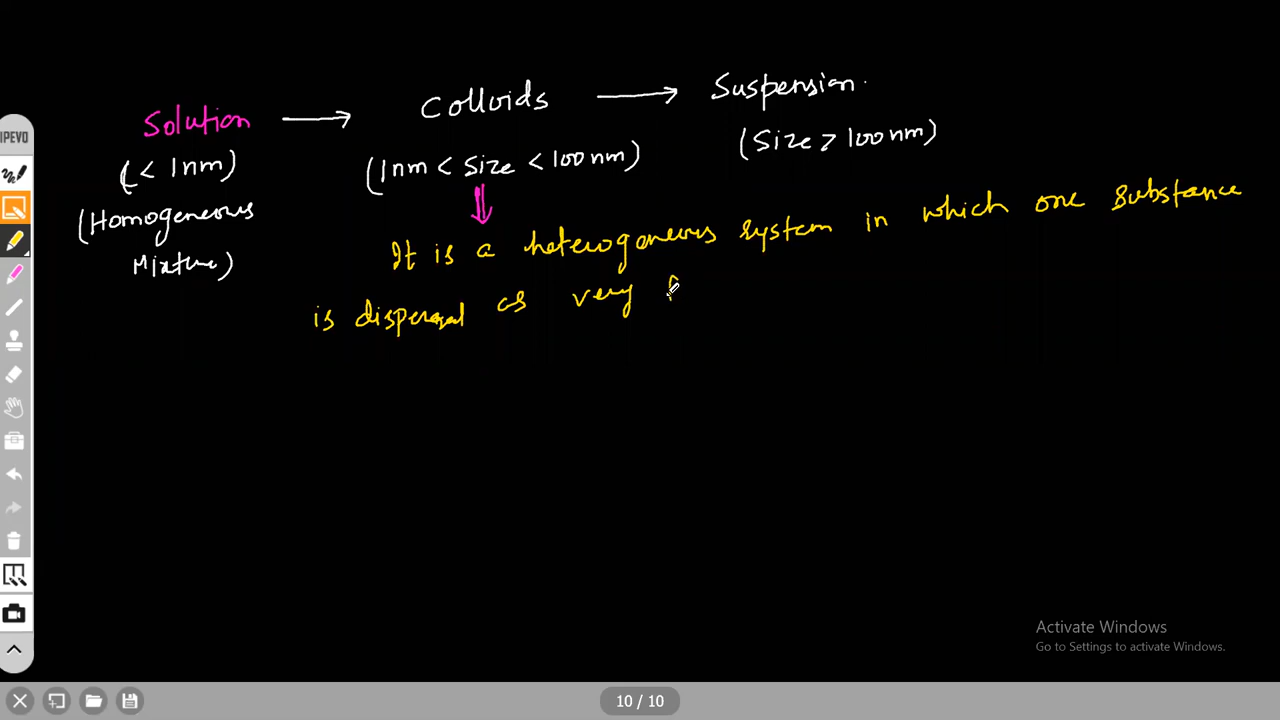 Solution → Colloids → Suspension.
(< 1nm) (1nm < Size < 100nm) (Size > 100nm)
(Homogeneous
Mixture)
It is a heterogeneous system in which one substance
is dispersed as very
IPEVO
Activate Windows
Go to Settings to activate Windows.
10 / 10